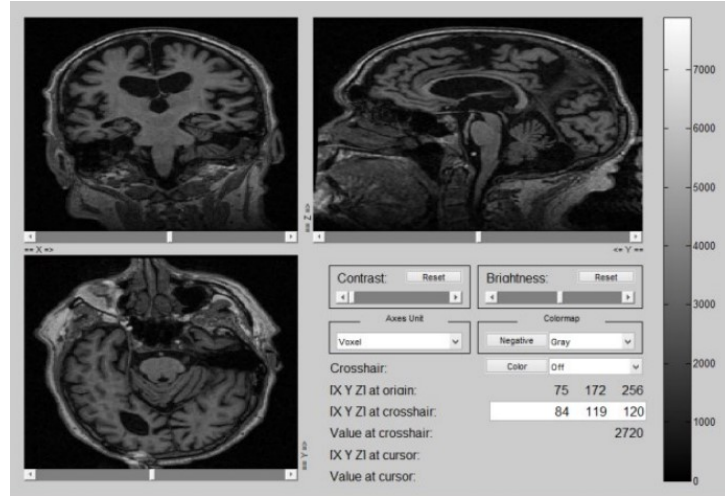 <= Z =>
<= X =>
<= Y =>
<= Y =>
Contrast:
Reset
Brightness:
Reset
Axes Unit
Voxel
Colormap
Negative
Gray
Crosshair:
Color
Off
[X Y Z] at origin:
75 172 256
[X Y Z] at crosshair:
84 119 120
Value at crosshair:
2720
[X Y Z] at cursor:
Value at cursor:
7000
6000
5000
4000
3000
2000
1000
0